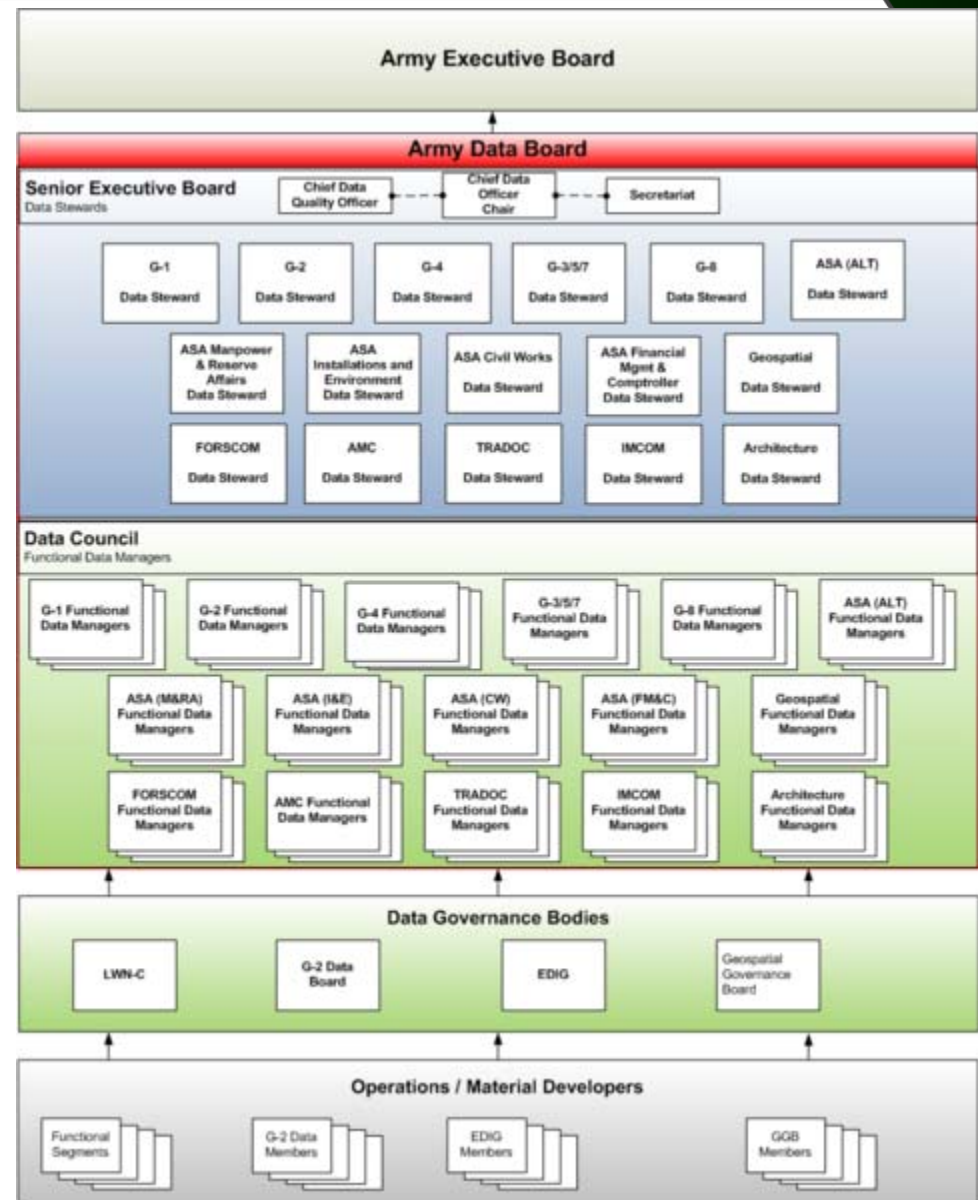 Army Executive Board
Army Data Board
Senior Executive Board
Data Stewards
Chief Data
Quality Officer
Chief Data
Officer
Chair
Secretariat
G-1
Data Steward
G-2
Data Steward
G-4
Data Steward
G-3/5/7
Data Steward
G-8
Data Steward
ASA (ALT)
Data Steward
ASA Manpower
& Reserve
Affairs
Data Steward
ASA
Installations and
Environment
Data Steward
ASA Civil Works
Data Steward
ASA Financial
Mgmt &
Comptroller
Data Steward
Geospatial
Data Steward
FORSCOM
Data Steward
AMC
Data Steward
TRADOC
Data Steward
IMCOM
Data Steward
Architecture
Data Steward
Data Council
Functional Data Managers
G-1 Functional
Data Managers
G-2 Functional
Data Managers
G-4 Functional
Data Managers
G-3/5/7
Functional Data
Managers
G-8 Functional
Data Managers
ASA (ALT)
Functional Data
Managers
ASA (M&RA)
Functional Data
Managers
ASA (I&E)
Functional Data
Managers
ASA (CW)
Functional Data
Managers
ASA (FM&C)
Functional Data
Managers
Geospatial
Functional Data
Managers
FORSCOM
Functional Data
Managers
AMC Functional
Data Managers
TRADOC
Functional Data
Managers
IMCOM
Functional Data
Managers
Architecture
Functional Data
Managers
Data Governance Bodies
LWN-C
G-2 Data
Board
EDIG
Geospatial
Governance
Board
Operations / Material Developers
Functional
Segments
G-2 Data
Members
EDIG
Members
GGB
Members